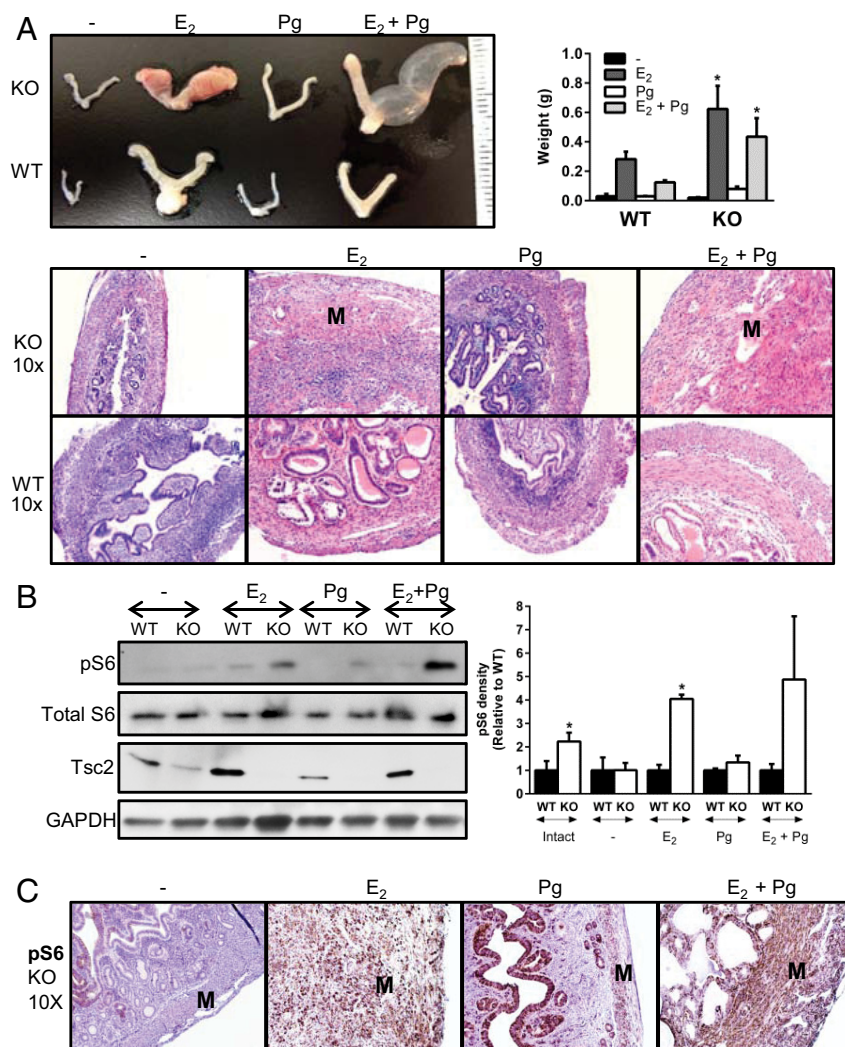 A
- E2 Pg E2 + Pg
KO
WT
Weight (g)
1.0
0.8
0.6
0.4
0.2
0.0
-
E2
Pg
E2 + Pg
* *
WT KO
- E2 Pg E2 + Pg
KO
10x
M M
WT
10x
B
- E2 Pg E2+Pg
WT KO WT KO WT KO WT KO
pS6
Total S6
Tsc2
GAPDH
pS6 density
(Relative to WT)
8
7
6
5
4
3
2
1
0
* *
WT KO WT KO WT KO WT KO WT KO
Intact - E2 Pg E2 + Pg
C
- E2 Pg E2 + Pg
pS6
KO
10X
M M M M